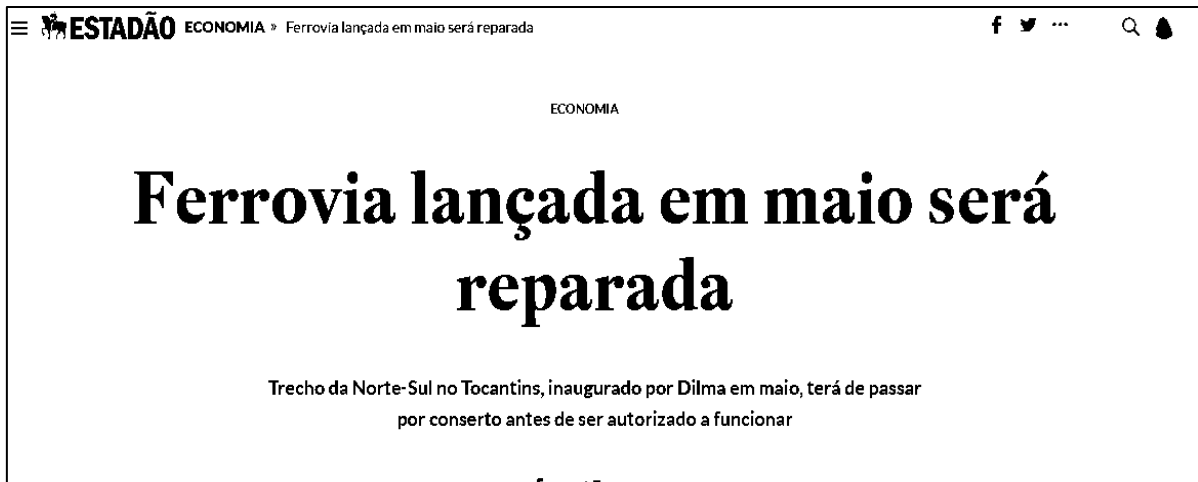 ESTADÃO ECONOMIA » Ferrovia lançada em maio será reparada
ECONOMIA
Ferrovia lançada em maio será
reparada
Trecho da Norte-Sul no Tocantins, inaugurado por Dilma em maio, terá de passar
por conserto antes de ser autorizado a funcionar